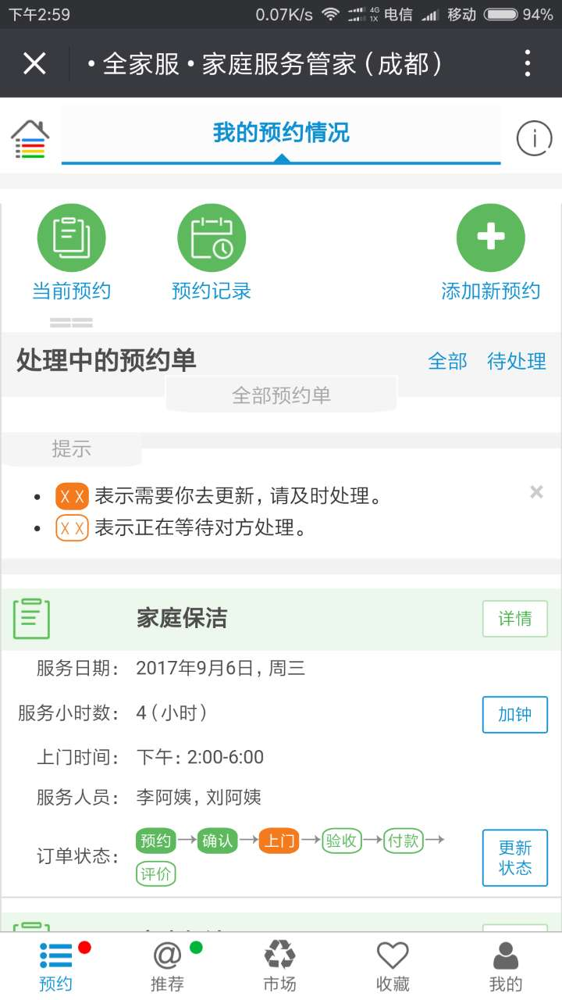 下午2:59
0.07K/s 4G 1X 电信 移动 94%
•全家服•家庭服务管家（成都）
我的预约情况
当前预约 预约记录 添加新预约
处理中的预约单 全部 待处理
全部预约单
提示
• XX 表示需要你去更新，请及时处理。 ×
• XX 表示正在等待对方处理。
家庭保洁 详情
服务日期： 2017年9月6日，周三
服务小时数： 4（小时） 加钟
上门时间： 下午：2:00-6:00
服务人员： 李阿姨，刘阿姨
订单状态： 预约→确认→上门→验收→付款→
评价
更新
状态
预约 @推荐 市场 收藏 我的